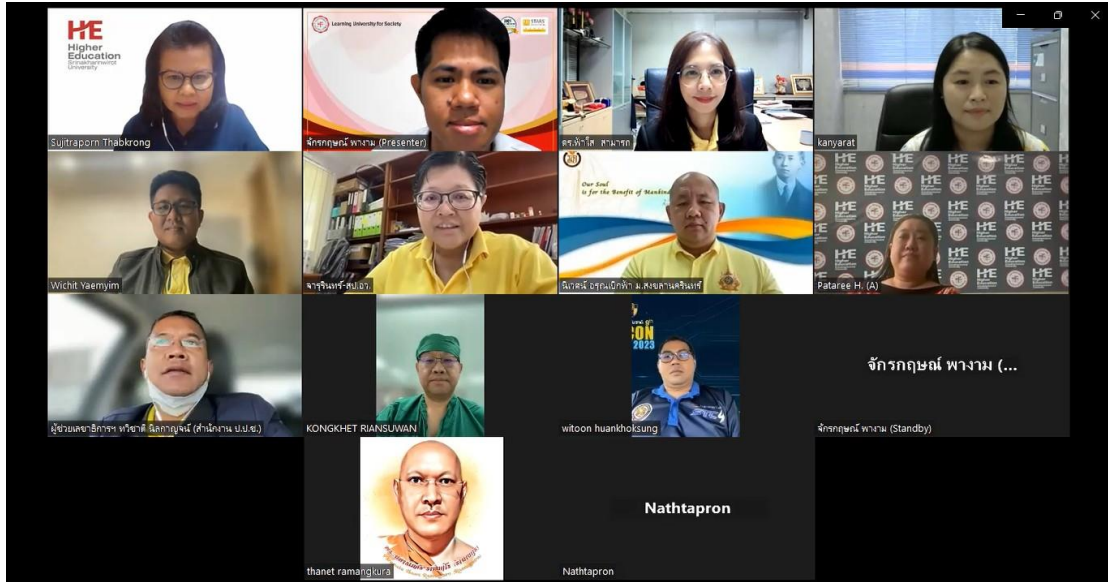 HE
Higher
Education
Srinakharinwirot
University
Sujitraporn Thabkrong
Learning University for Society
จักรกฤษณ์ พางาม (Presenter)
ดร.ฟ้าใส สามารถ
kanyarat
Wichit Yaemyim
จารุรินทร์-สป.อว.
Our Soul
is for the Benefit of Mankind
นิวัตน์ อรุณเบิกฟ้า ม.สงขลานครินทร์
HE
Higher
Education
Pataree H. (A)
ผู้ช่วยเลขาธิการฯ ทวิชาติ นิลกาญจน์ (สำนักงาน ป.ป.ช.)
KONGKHET RIANSUWAN
CON
2023
witoon huankhoksung
จักรกฤษณ์ พางาม (...
จักรกฤษณ์ พางาม (Standby)
thanet ramangkura
Nathtapron
Nathtapron